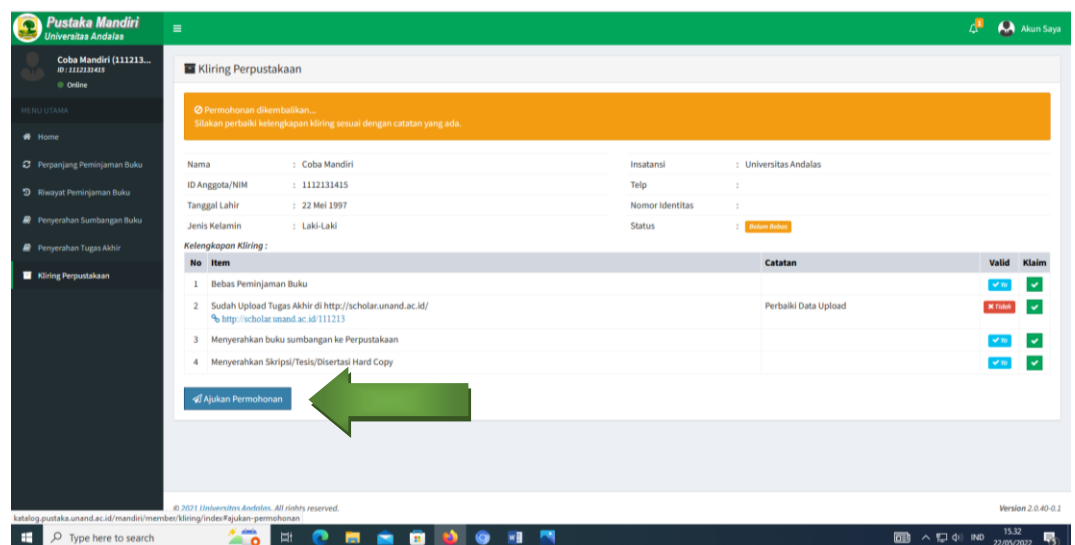 Pustaka Mandiri
Universitas Andalas
1
Akun Saya
Coba Mandiri (111213...
ID : 1112131415
Online
MENU UTAMA
Home
Perpanjang Peminjaman Buku
Riwayat Peminjaman Buku
Penyerahan Sumbangan Buku
Penyerahan Tugas Akhir
Kliring Perpustakaan
Kliring Perpustakaan
Permohonan dikembalikan...
Silakan perbaiki kelengkapan kliring sesuai dengan catatan yang ada.
Nama : Coba Mandiri Insatansi : Universitas Andalas
ID Anggota/NIM : 1112131415 Telp :
Tanggal Lahir : 22 Mei 1997 Nomor Identitas :
Jenis Kelamin : Laki-Laki Status : Belum Bebas
Kelengkapan Kliring :
No Item Catatan Valid Klaim
1 Bebas Peminjaman Buku Ya
2 Sudah Upload Tugas Akhir di http://scholar.unand.ac.id/ Perbaiki Data Upload Tidak
http://scholar.unand.ac.id/111213
3 Menyerahkan buku sumbangan ke Perpustakaan Ya
4 Menyerahkan Skripsi/Tesis/Disertasi Hard Copy Ya
Ajukan Permohonan
© 2021 Universitas Andalas. All rights reserved. Version 2.0.40-0.1
katalog.pustaka.unand.ac.id/mandiri/member/kliring/index#ajukan-permohonan
Type here to search
IND
15.32
22/05/2022